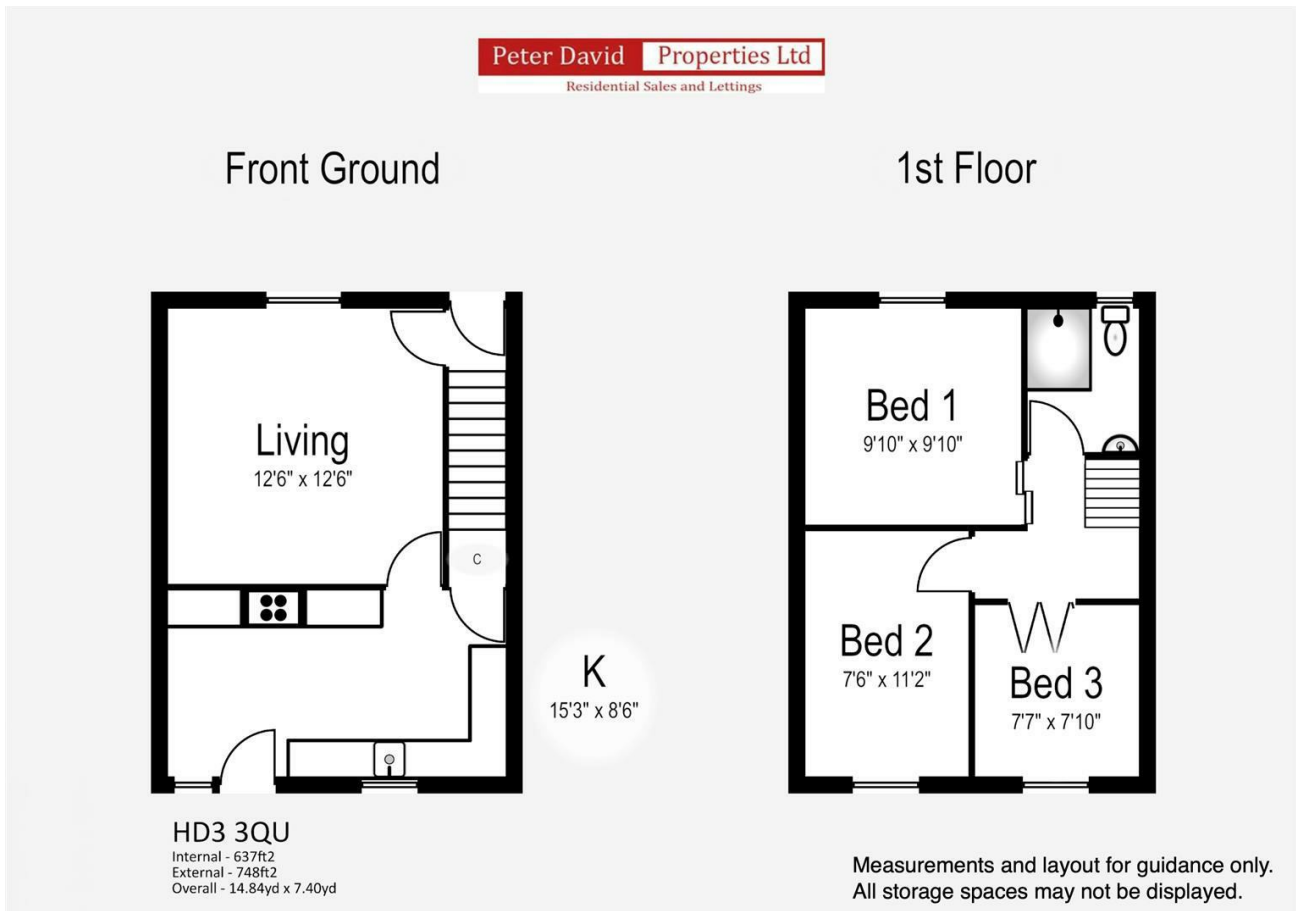 Peter David Properties Ltd
Residential Sales and Lettings
Front Ground
1st Floor
Living
12'6" x 12'6"
C
K
15'3" x 8'6"
Bed 1
9'10" x 9'10"
Bed 2
7'6" x 11'2"
Bed 3
7'7" x 7'10"
HD3 3QU
Internal - 637ft2
External - 748ft2
Overall - 14.84yd x 7.40yd
Measurements and layout for guidance only.
All storage spaces may not be displayed.